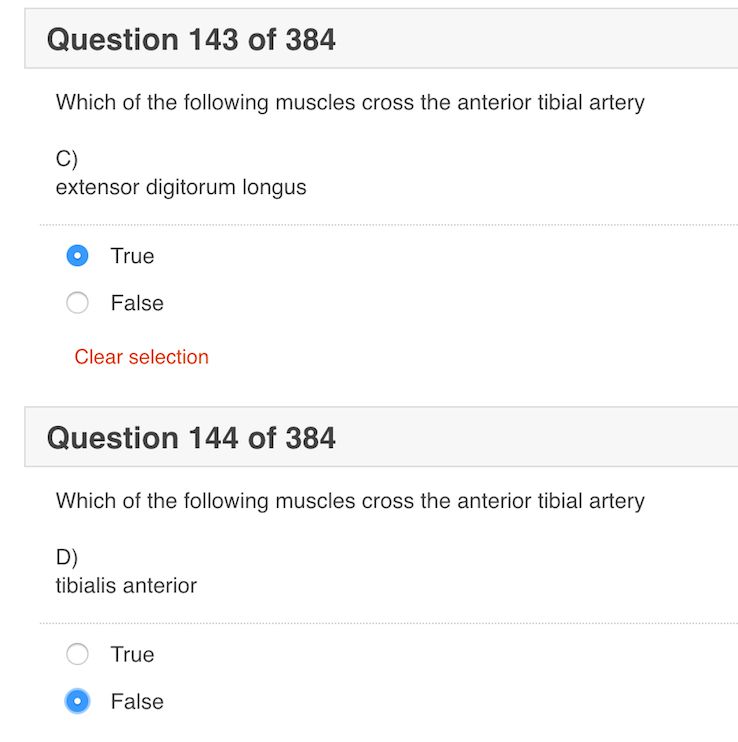 Question 143 of 384
Which of the following muscles cross the anterior tibial artery
C)
extensor digitorum longus
True
False
Clear selection
Question 144 of 384
Which of the following muscles cross the anterior tibial artery
D)
tibialis anterior
True
False